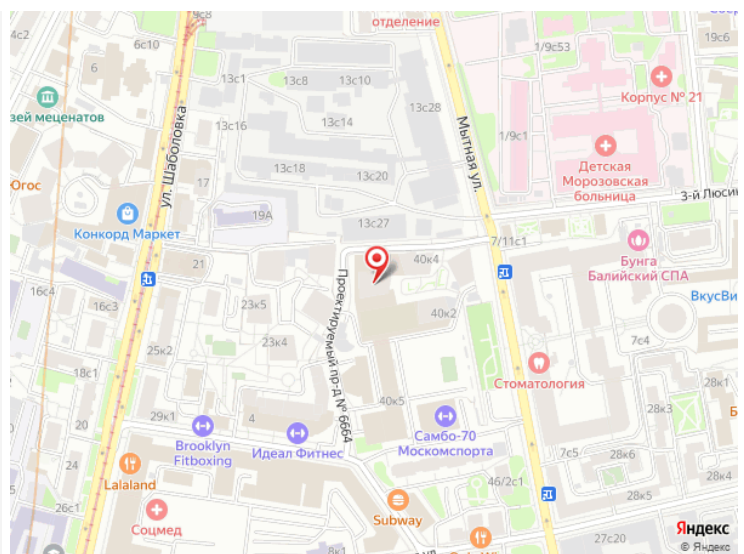 9с8
отделение
4с2
6с10
13с1
13с8
13с10
1/9с53
19с6
6
13с28
Корпус № 21
зей меценатов
13с16
13с14
1/9с1
ул. Шаболовка
Мытная ул.
13с18
13с20
Детская
Морозовская
больница
Югос
17
19А
3-й Люсин
Конкорд Маркет
13с27
7/11с1
21
40к4
Бунга
Балийский СПА
16с4
16с3
23к5
Проектируемый пр-д № 6664
40к2
ВкусВи
25к2
23к4
7с4
18с1
Стоматология
28к1
29к1
4
40к5
28к3
Самбо-70
Москомспорта
Brooklyn
Fitboxing
Идеал Фитнес
7с5
28к6
Lalaland
46/2с1
28к5
26с1
Соцмед
Subway
28к4
Яндекс
8к1
27с20
© Яндекс